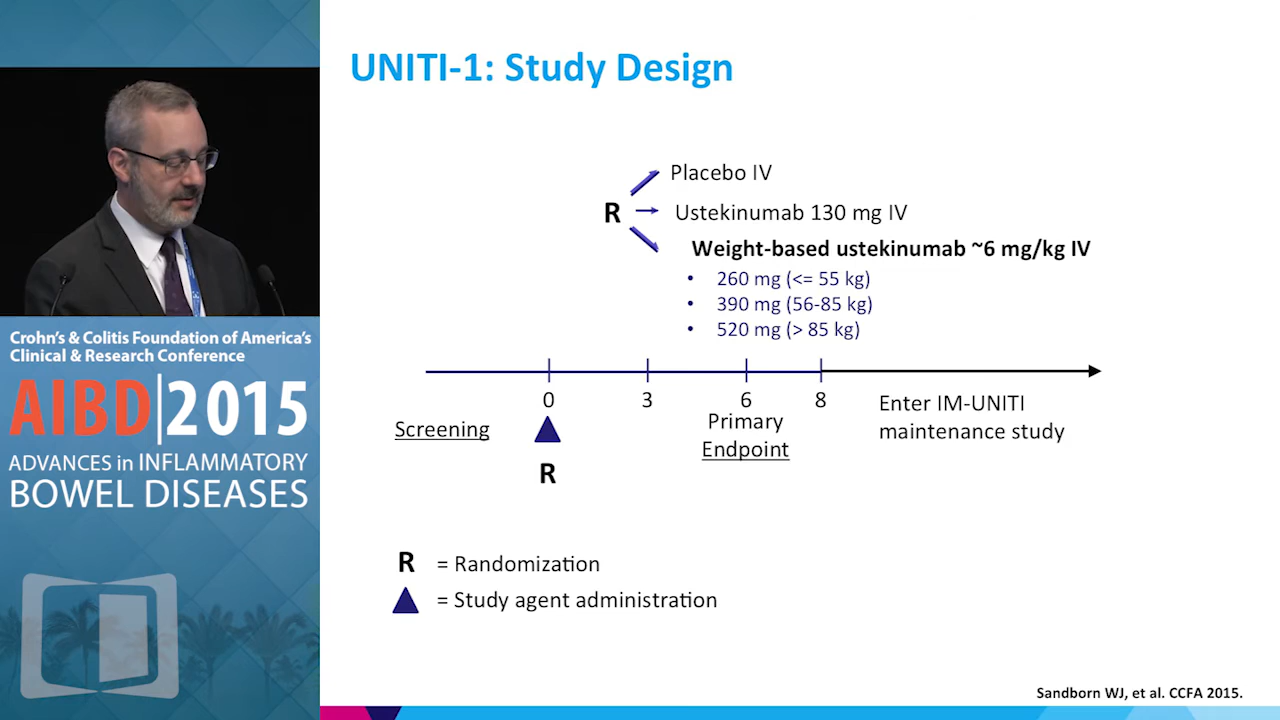 UNITI-1: Study Design
R
Placebo IV
Ustekinumab 130 mg IV
Weight-based ustekinumab ~6 mg/kg IV
• 260 mg (<= 55 kg)
• 390 mg (56-85 kg)
• 520 mg (> 85 kg)
0 3 6 8
Screening
Primary
Endpoint
Enter IM-UNITI
maintenance study
R
R = Randomization
= Study agent administration
Sandborn WJ, et al. CCFA 2015.
Crohn's & Colitis Foundation of America's
Clinical & Research Conference
AIBD|2015
ADVANCES in INFLAMMATORY
BOWEL DISEASES